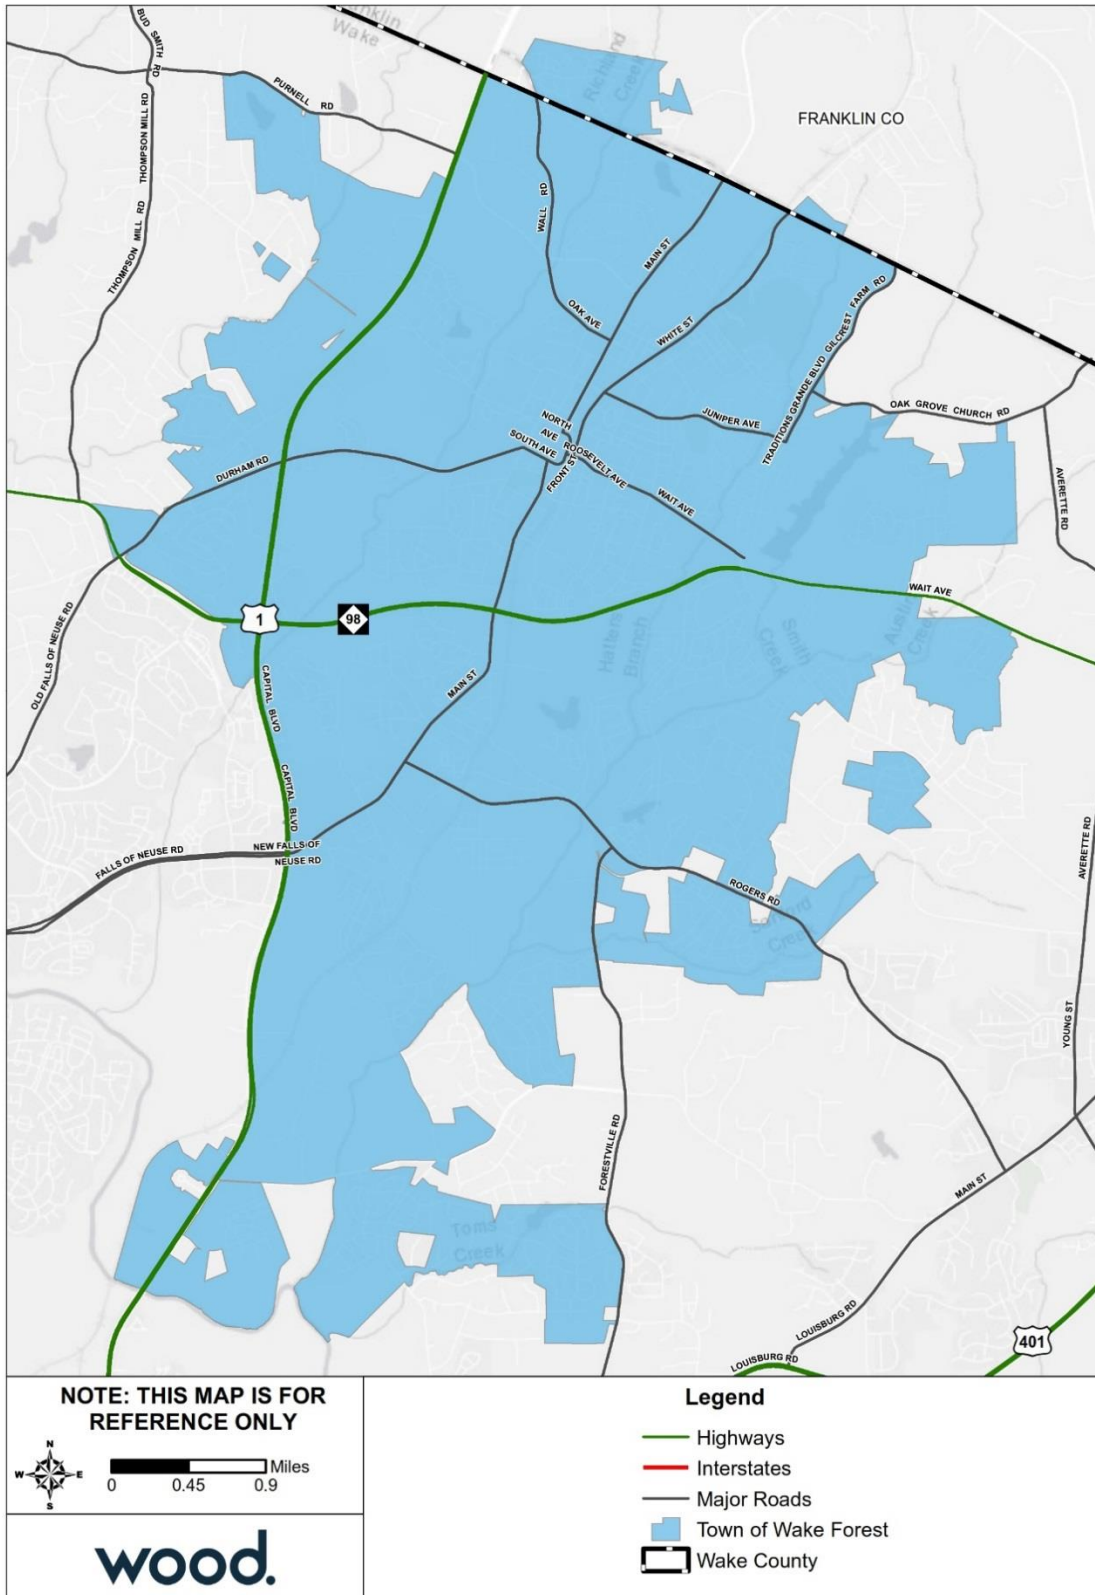 Franklin
Wake
BUD SMITH RD
THOMPSON MILL RD
PURNELL RD
Richland
Creek
FRANKLIN CO
THOMPSON MILL RD
WALL RD
MAIN ST
OAK AVE
WHITE ST
TRADITIONS GRANDE BLVD GILCREST FARM RD
JUNIPER AVE
OAK GROVE CHURCH RD
NORTH
AVE ROOSEVELT AVE
SOUTH AVE
FRONT ST
DURHAM RD
WAIT AVE
AVERETTE RD
WAIT AVE
1
98
Hatters
Branch
Smith
Creek
Austin
Creek
OLD FALLS OF NEUSE RD
CAPITAL BLVD
MAIN ST
CAPITAL BLVD
FALLS OF NEUSE RD
NEW FALLS OF
NEUSE RD
AVERETTE RD
ROGERS RD
Sanford
Creek
YOUNG ST
FORESTVILLE RD
MAIN ST
Toms
Creek
LOUISBURG RD
LOUISBURG RD
401
NOTE: THIS MAP IS FOR
REFERENCE ONLY
N
W E
S
Miles
0 0.45 0.9
wood.
Legend
Highways
Interstates
Major Roads
Town of Wake Forest
Wake County